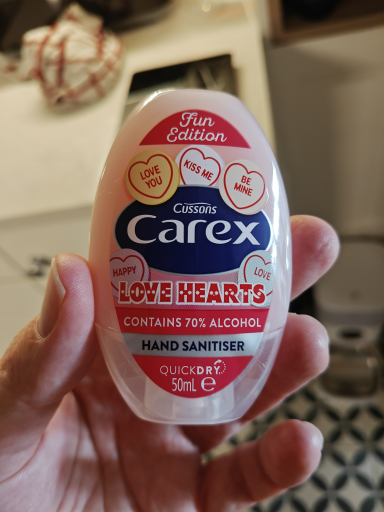 Fun
Edition
LOVE
YOU
KISS ME
BE
MINE
Cussons
Carex
HAPPY
LOVE
LOVE HEARTS
CONTAINS 70% ALCOHOL
HAND SANITISER
QUICKDRY
50mL ℮